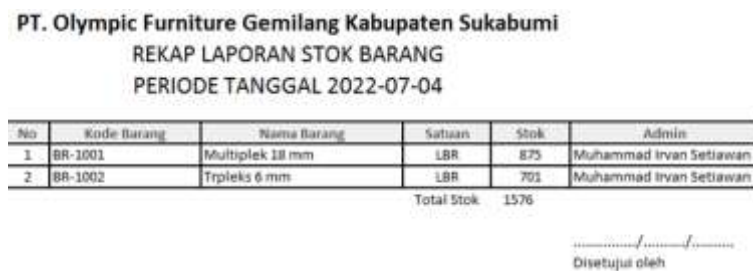 PT. Olympic Furniture Gemilang Kabupaten Sukabumi
REKAP LAPORAN STOK BARANG
PERIODE TANGGAL 2022-07-04
No Kode Barang Nama Barang Satuan Stok Admin
1 BR-1001 Multiplek 18 mm LBR 875 Muhammad Irvan Setiawan
2 BR-1002 Trpleks 6 mm LBR 701 Muhammad Irvan Setiawan
Total Stok 1576
............../........./..........
Disetujui oleh